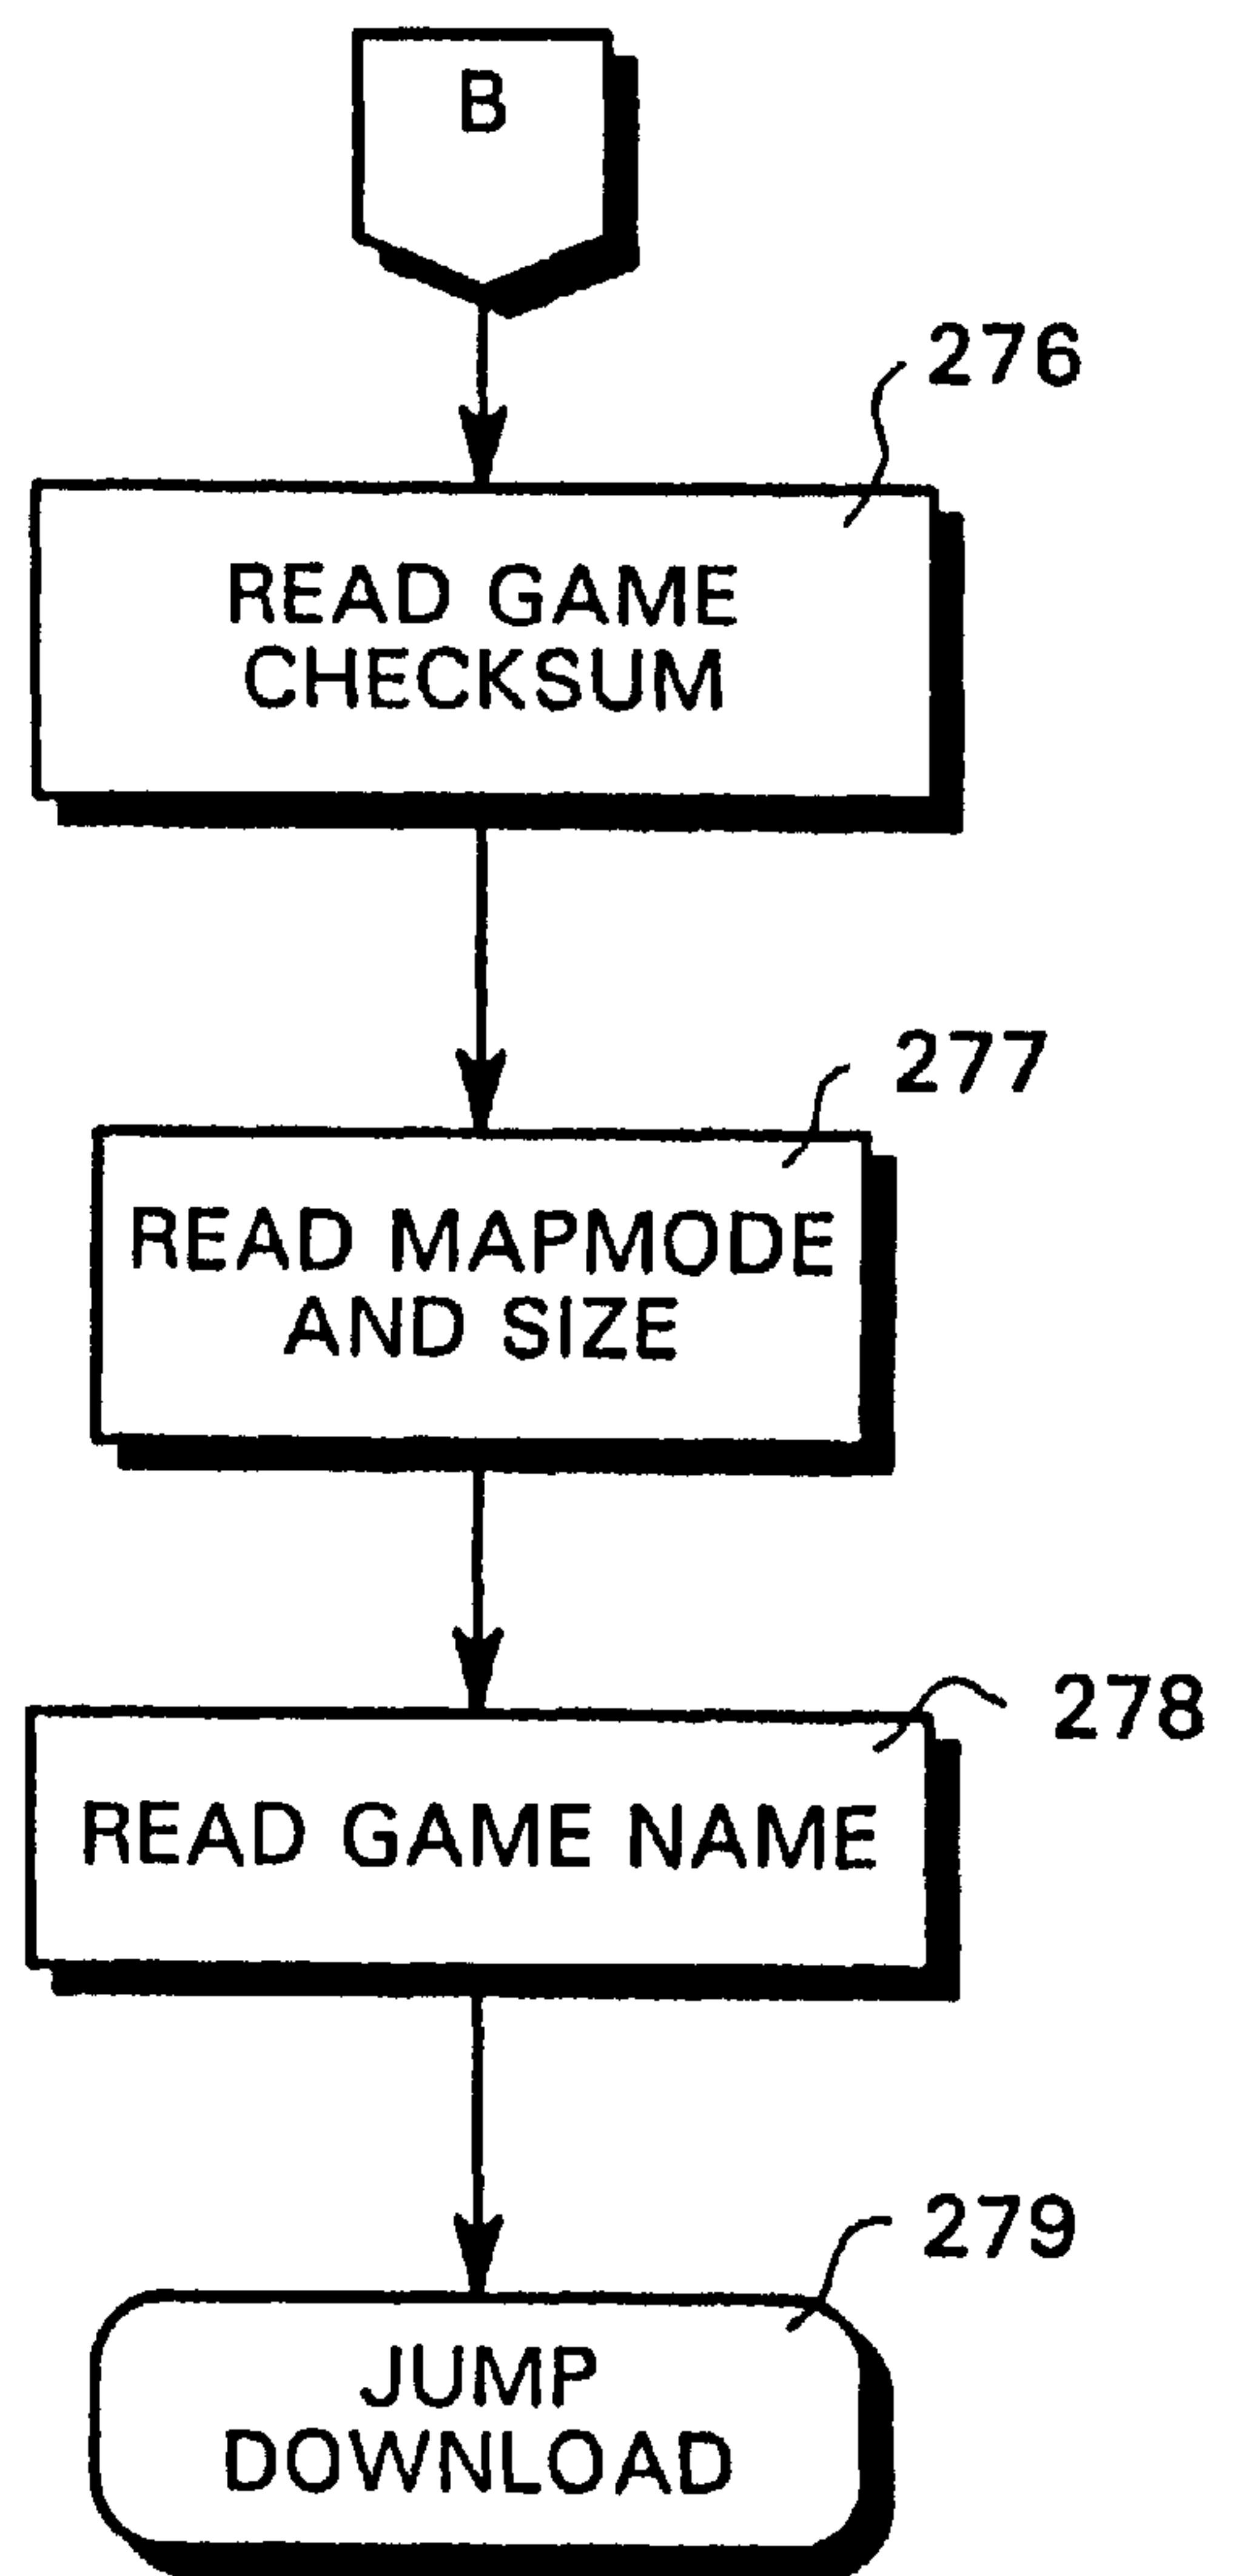 B
276
READ GAME
CHECKSUM
277
READ MAPMODE
AND SIZE
278
READ GAME NAME
279
JUMP
DOWNLOAD